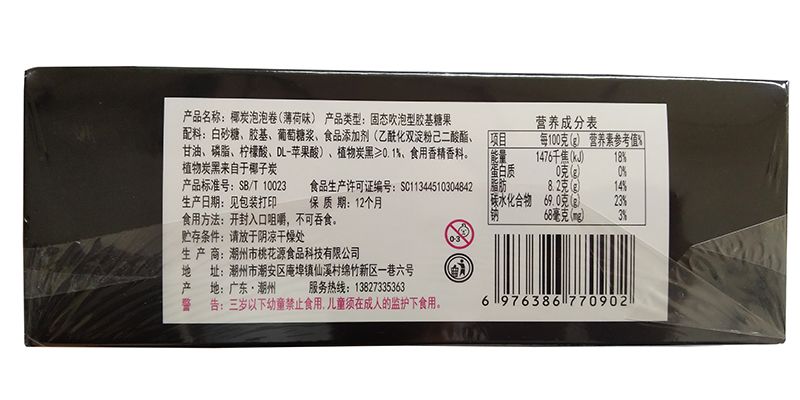 产品名称: 椰炭泡泡卷(薄荷味) 产品类型: 固态吹泡型胶基糖果
配料: 白砂糖、胶基、葡萄糖浆、食品添加剂(乙酰化双淀粉己二酸酯、
甘油、磷脂、柠檬酸、DL-苹果酸)、植物炭黑≥0.1%、食用香精香料。
植物炭黑来自于椰子炭
产品标准号: SB/T 10023 食品生产许可证编号: SC11344510304842
生产日期: 见包装打印 保 质 期: 12个月
食用方法: 开封入口咀嚼, 不可吞食。
贮存条件: 请放于阴凉干燥处
生 产 商: 潮州市桃花源食品科技有限公司
地 址: 潮州市潮安区庵埠镇仙溪村绵竹新区一巷六号
产 地: 广东·潮州 服务热线: 13827335363
警 告: 三岁以下幼童禁止食用, 儿童须在成人的监护下食用。
营养成分表
项目 每100克(g) 营养素参考值%
能量 1476千焦(kJ) 18%
蛋白质 0克(g) 0%
脂肪 8.2克(g) 14%
碳水化合物 69.0克(g) 23%
钠 68毫克(mg) 3%
0-3
6 976386 770902